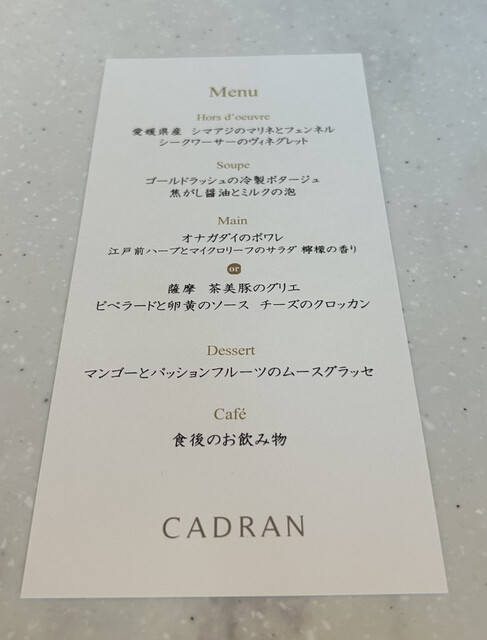 Menu
Hors d'oeuvre
愛媛県産 シマアジのマリネとフェンネル
シークワーサーのヴィネグレット
Soupe
ゴールドラッシュの冷製ポタージュ
焦がし醤油とミルクの泡
Main
オナガダイのポワレ
江戸前ハーブとマイクロリーフのサラダ 檸檬の香り
or
薩摩 茶美豚のグリエ
ピペラードと卵黄のソース チーズのクロッカン
Dessert
マンゴーとパッションフルーツのムースグラッセ
Café
食後のお飲み物
CADRAN